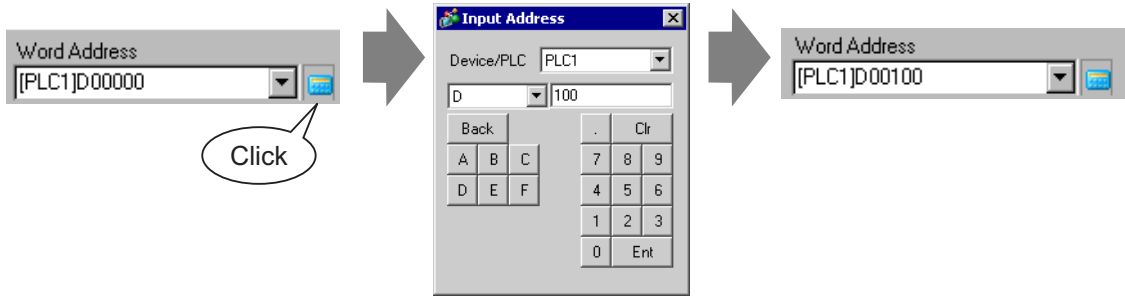 Word Address
[PLC1]D00000
Click
Input Address
Device/PLC PLC1
D 100
Back . Clr
A B C 7 8 9
D E F 4 5 6
1 2 3
0 Ent
Word Address
[PLC1]D00100